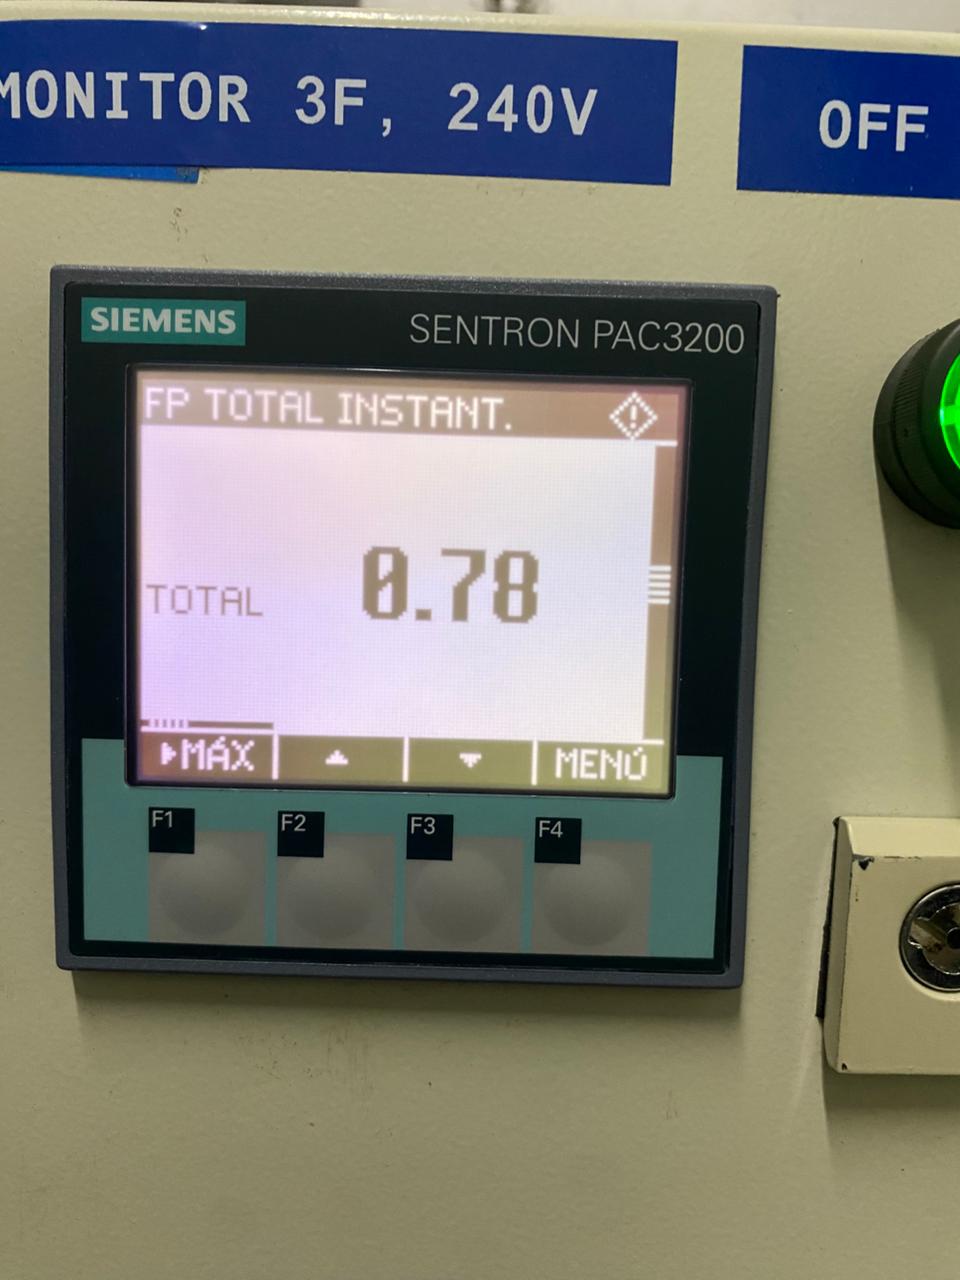 MONITOR 3F, 240V
OFF
SIEMENS
SENTRON PAC3200
FP TOTAL INSTANT.
TOTAL 0.78
MÁX
MENÚ
F1
F2
F3
F4